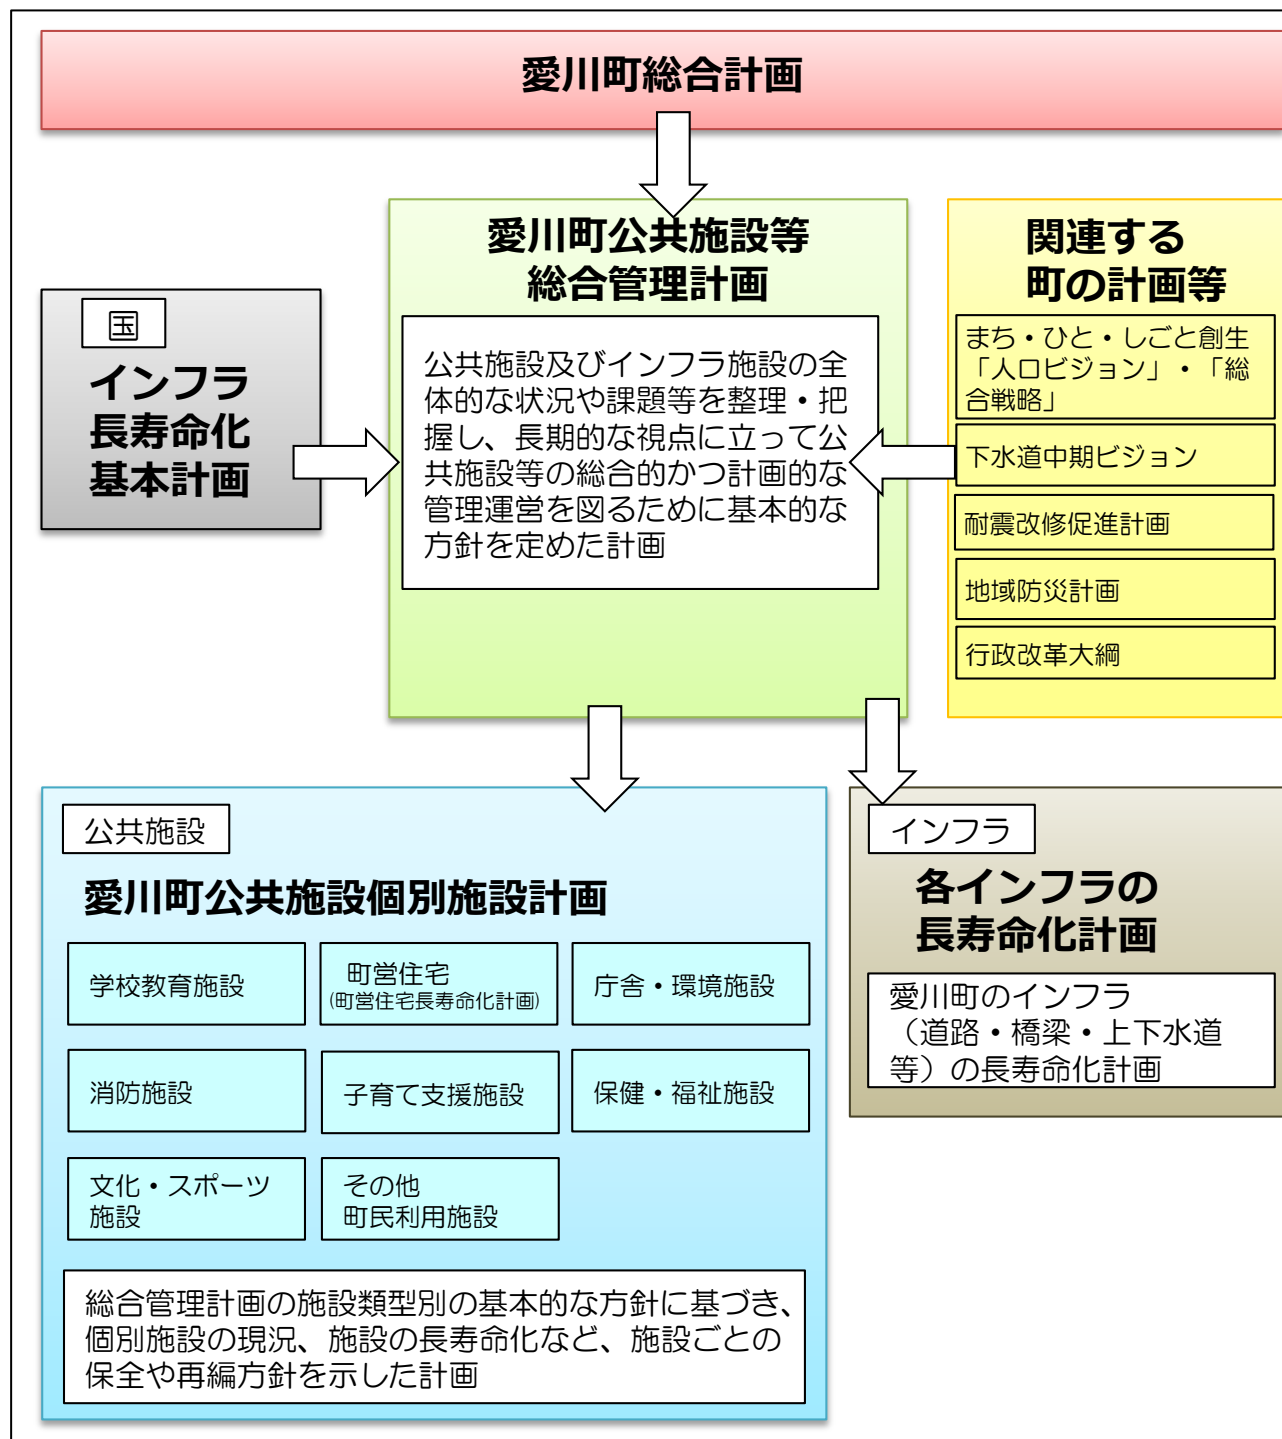 愛川町総合計画
愛川町公共施設等
総合管理計画
公共施設及びインフラ施設の全
体的な状況や課題等を整理・把
握し、長期的な視点に立って公
共施設等の総合的かつ計画的な
管理運営を図るために基本的な
方針を定めた計画
国
インフラ
長寿命化
基本計画
関連する
町の計画等
まち・ひと・しごと創生
「人口ビジョン」・「総
合戦略」
下水道中期ビジョン
耐震改修促進計画
地域防災計画
行政改革大綱
公共施設
愛川町公共施設個別施設計画
学校教育施設
町営住宅
(町営住宅長寿命化計画)
庁舎・環境施設
消防施設
子育て支援施設
保健・福祉施設
文化・スポーツ
施設
その他
町民利用施設
総合管理計画の施設類型別の基本的な方針に基づき、
個別施設の現況、施設の長寿命化など、施設ごとの
保全や再編方針を示した計画
インフラ
各インフラの
長寿命化計画
愛川町のインフラ
（道路・橋梁・上下水道
等）の長寿命化計画